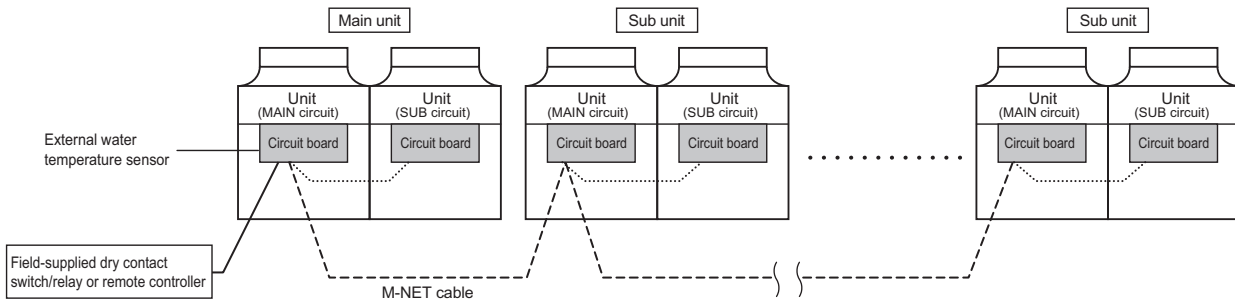 Main unit
Sub unit
Sub unit
Unit
(MAIN circuit)
Unit
(SUB circuit)
Unit
(MAIN circuit)
Unit
(SUB circuit)
Unit
(MAIN circuit)
Unit
(SUB circuit)
External water
temperature sensor
Circuit board
Circuit board
Circuit board
Circuit board
Circuit board
Circuit board
Field-supplied dry contact
switch/relay or remote controller
M-NET cable